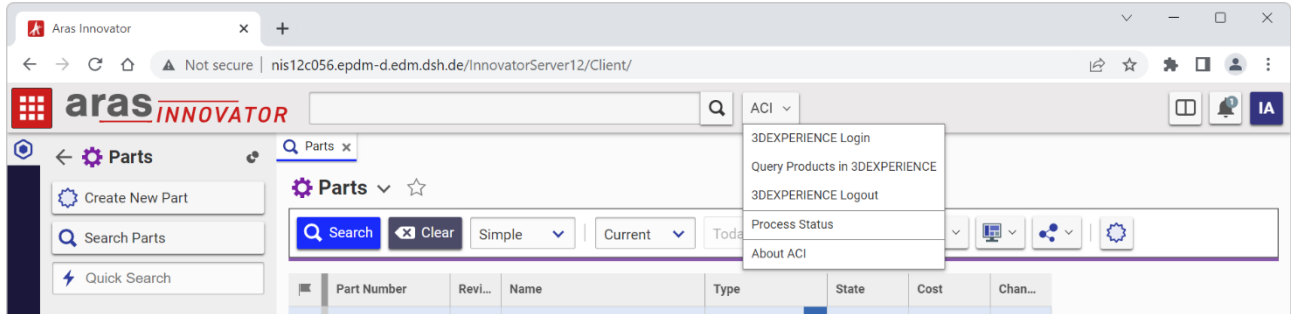 Aras Innovator
Not secure nis12c056.epdm-d.edm.dsh.de/InnovatorServer12/Client/
aras INNOVATOR
ACI
IA
3DEXPERIENCE Login
Query Products in 3DEXPERIENCE
3DEXPERIENCE Logout
Process Status
About ACI
Parts
Create New Part
Search Parts
Quick Search
Parts
Parts
Search Clear Simple Current Toda
Part Number Revi... Name Type State Cost Chan...